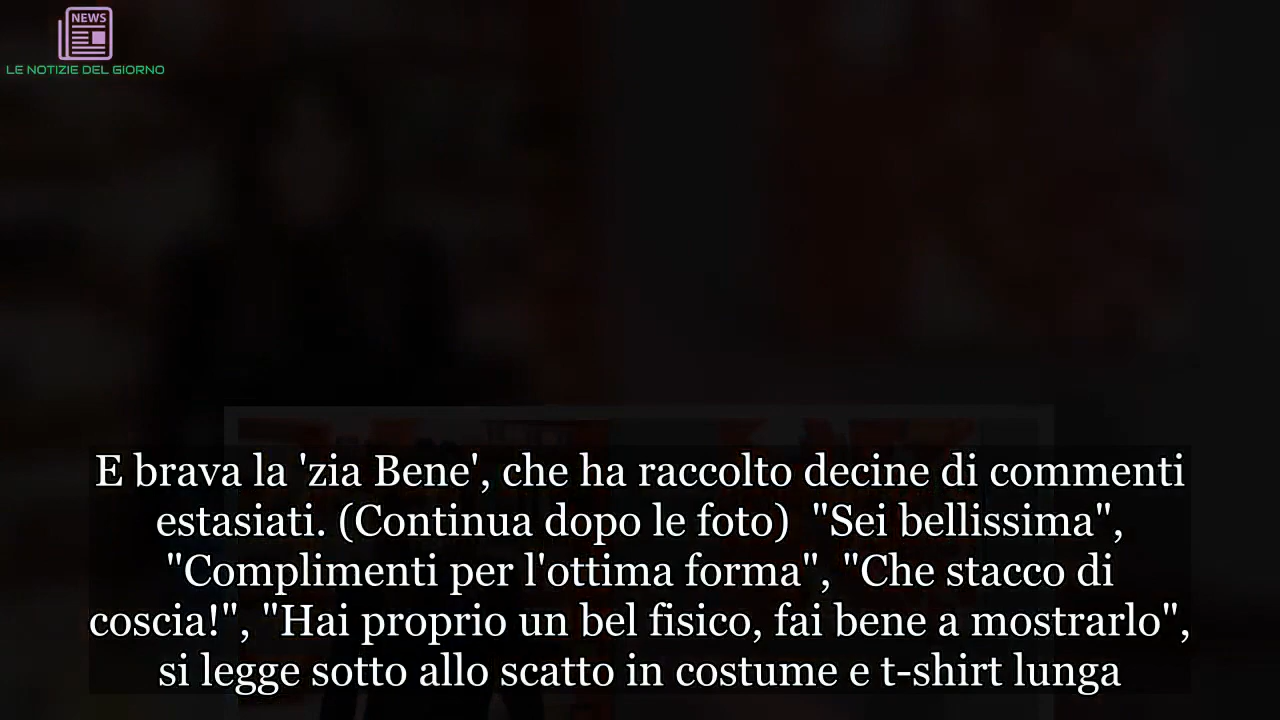 NEWS
LE NOTIZIE DEL GIORNO
E brava la 'zia Bene', che ha raccolto decine di commenti
estasiati. (Continua dopo le foto)  "Sei bellissima",
"Complimenti per l'ottima forma", "Che stacco di
coscia!", "Hai proprio un bel fisico, fai bene a mostrarlo",
si legge sotto allo scatto in costume e t-shirt lunga